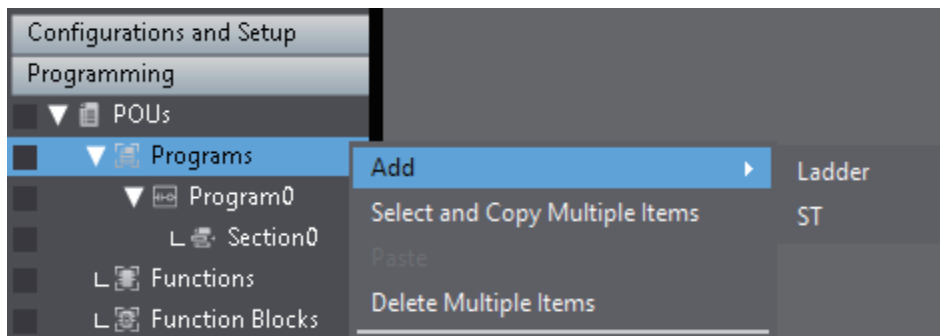 Configurations and Setup
Programming
POUs
Programs
Program0
Section0
Functions
Function Blocks
Add
Select and Copy Multiple Items
Paste
Delete Multiple Items
Ladder
ST